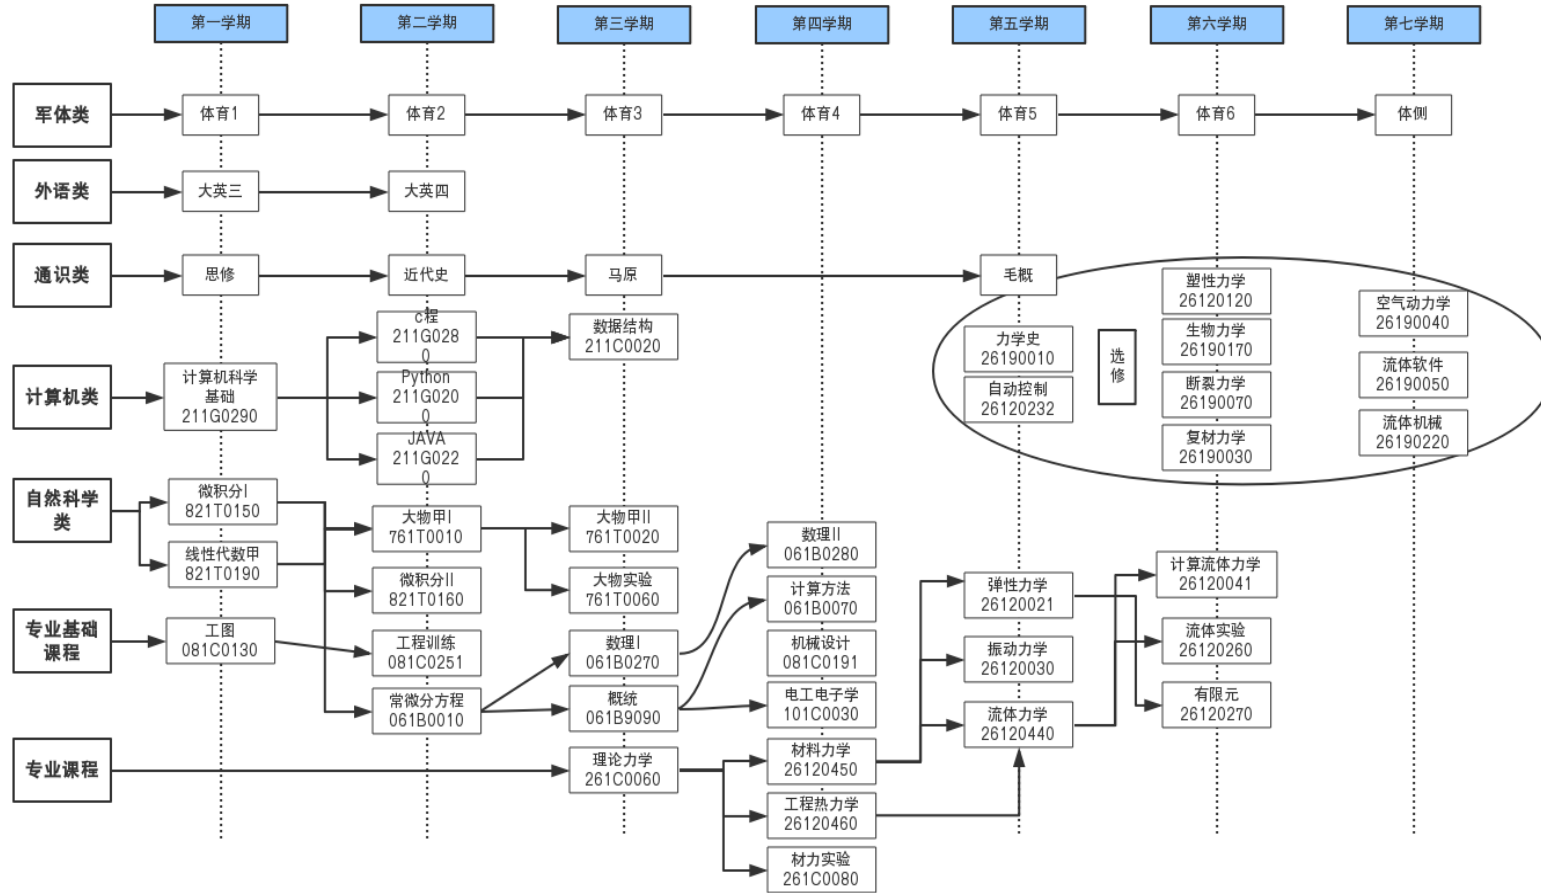 第一学期
第二学期
第三学期
第四学期
第五学期
第六学期
第七学期
军体类
体育1
体育2
体育3
体育4
体育5
体育6
体侧
外语类
大英三
大英四
通识类
思修
近代史
马原
毛概
计算机类
计算机科学
基础
211G0290
c程
211G028
0
Python
211G020
0
JAVA
211G022
0
数据结构
211C0020
力学史
26190010
自动控制
26120232
选
修
塑性力学
26120120
生物力学
26190170
断裂力学
26190070
复材力学
26190030
空气动力学
26190040
流体软件
26190050
流体机械
26190220
自然科学
类
微积分I
821T0150
线性代数甲
821T0190
大物甲I
761T0010
微积分II
821T0160
大物甲II
761T0020
大物实验
761T0060
数理II
061B0280
计算方法
061B0070
机械设计
081C0191
电工电子学
101C0030
专业基础
课程
工图
081C0130
工程训练
081C0251
常微分方程
061B0010
数理I
061B0270
概统
061B9090
弹性力学
26120021
振动力学
26120030
流体力学
26120440
计算流体力学
26120041
流体实验
26120260
有限元
26120270
专业课程
理论力学
261C0060
材料力学
26120450
工程热力学
26120460
材力实验
261C0080